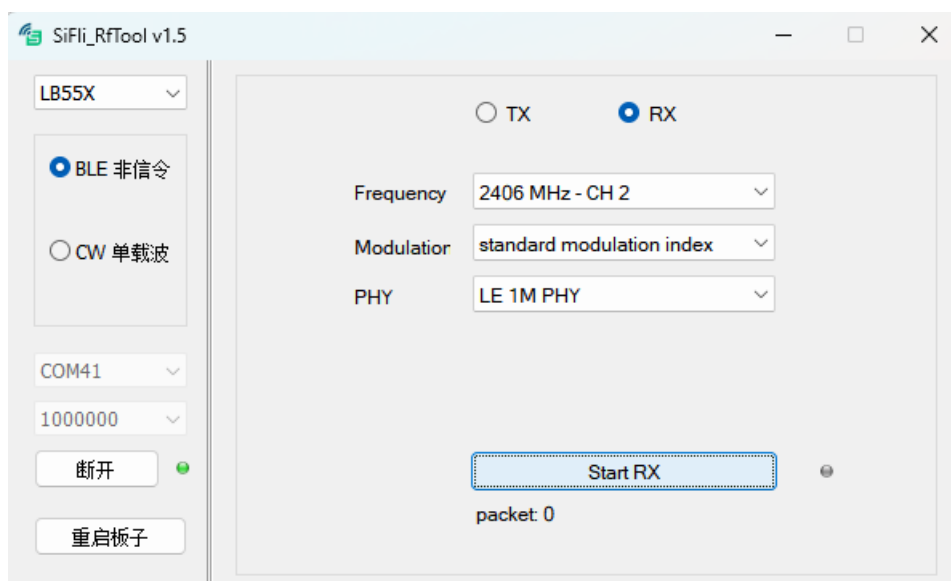 SiFli_RfTool v1.5
LB55X
TX RX
BLE 非信令
Frequency 2406 MHz - CH 2
CW 单载波
Modulation standard modulation index
PHY LE 1M PHY
COM41
1000000
断开
Start RX
packet: 0
重启板子